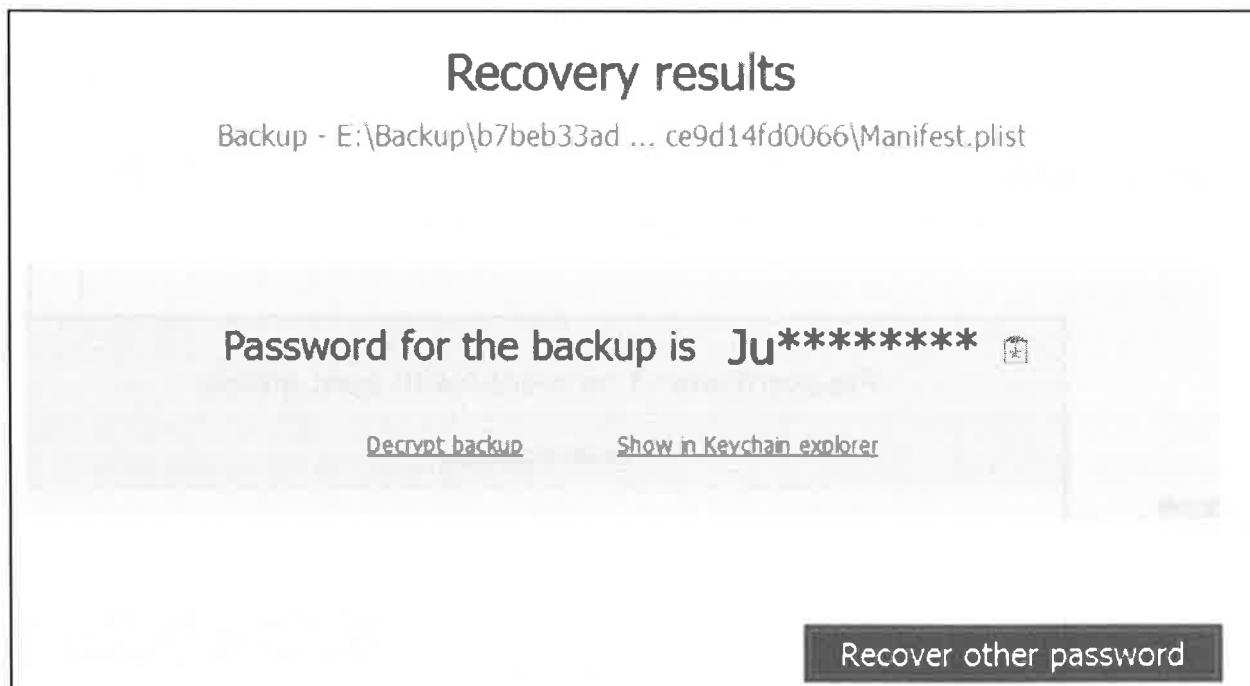 Recovery results
Backup - E:\Backup\b7beb33ad ... ce9d14fd0066\Manifest.plist
Password for the backup is Ju********
Decrypt backup Show in Keychain explorer
Recover other password